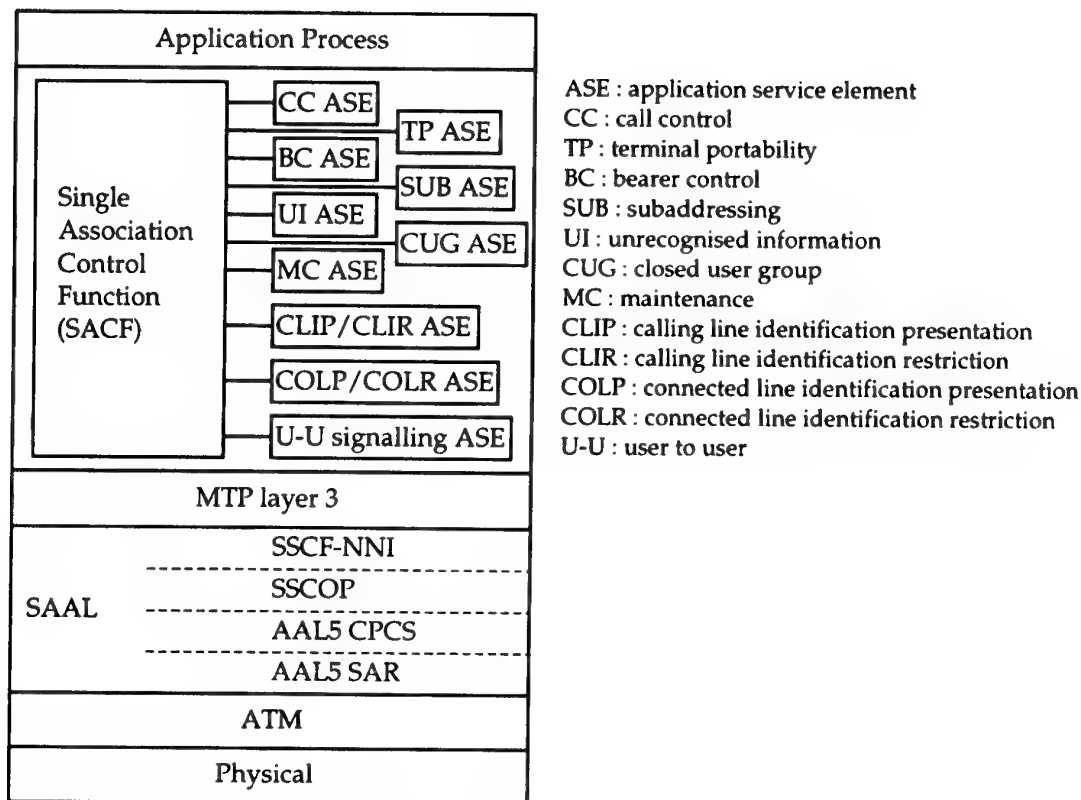 Application Process
Single
Association
Control
Function
(SACF)
CC ASE
TP ASE
BC ASE
SUB ASE
UI ASE
CUG ASE
MC ASE
CLIP/CLIR ASE
COLP/COLR ASE
U-U signalling ASE
MTP layer 3
SAAL
SSCF-NNI
SSCOP
AAL5 CPCS
AAL5 SAR
ATM
Physical
ASE : application service element
CC : call control
TP : terminal portability
BC : bearer control
SUB : subaddressing
UI : unrecognised information
CUG : closed user group
MC : maintenance
CLIP : calling line identification presentation
CLIR : calling line identification restriction
COLP : connected line identification presentation
COLR : connected line identification restriction
U-U : user to user